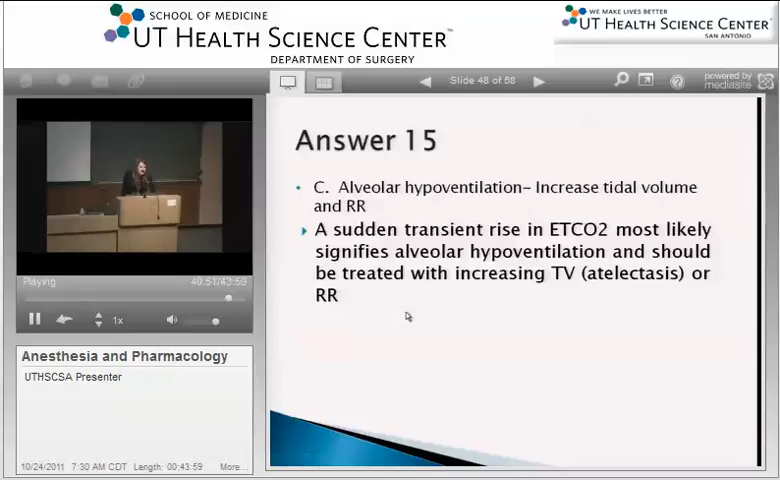 SCHOOL OF MEDICINE
UT HEALTH SCIENCE CENTER™
DEPARTMENT OF SURGERY
WE MAKE LIVES BETTER
UT HEALTH SCIENCE CENTER
SAN ANTONIO
Slide 48 of 58
powered by
mediasite
Answer 15
• C. Alveolar hypoventilation- Increase tidal volume
and RR
A sudden transient rise in ETCO2 most likely
signifies alveolar hypoventilation and should
be treated with increasing TV (atelectasis) or
RR
Playing
40:51/43:59
1x
Anesthesia and Pharmacology
UTHSCSA Presenter
10/24/2011 7:30 AM CDT Length: 00:43:59 More...